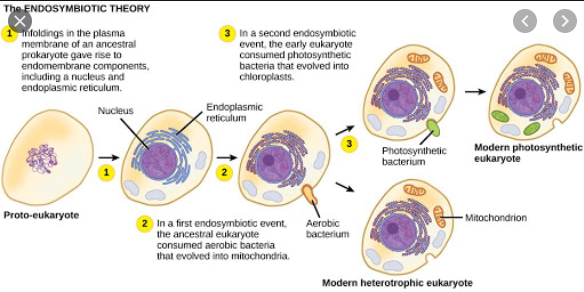 The ENDOSYMBIOTIC THEORY
1 Infoldings in the plasma
membrane of an ancestral
prokaryote gave rise to
endomembrane components,
including a nucleus and
endoplasmic reticulum.
3 In a second endosymbiotic
event, the early eukaryote
consumed photosynthetic
bacteria that evolved into
chloroplasts.
Nucleus
Endoplasmic
reticulum
1
2
3
Photosynthetic
bacterium
Modern photosynthetic
eukaryote
Proto-eukaryote
2 In a first endosymbiotic event,
the ancestral eukaryote
consumed aerobic bacteria
that evolved into mitochondria.
Aerobic
bacterium
Mitochondrion
Modern heterotrophic eukaryote